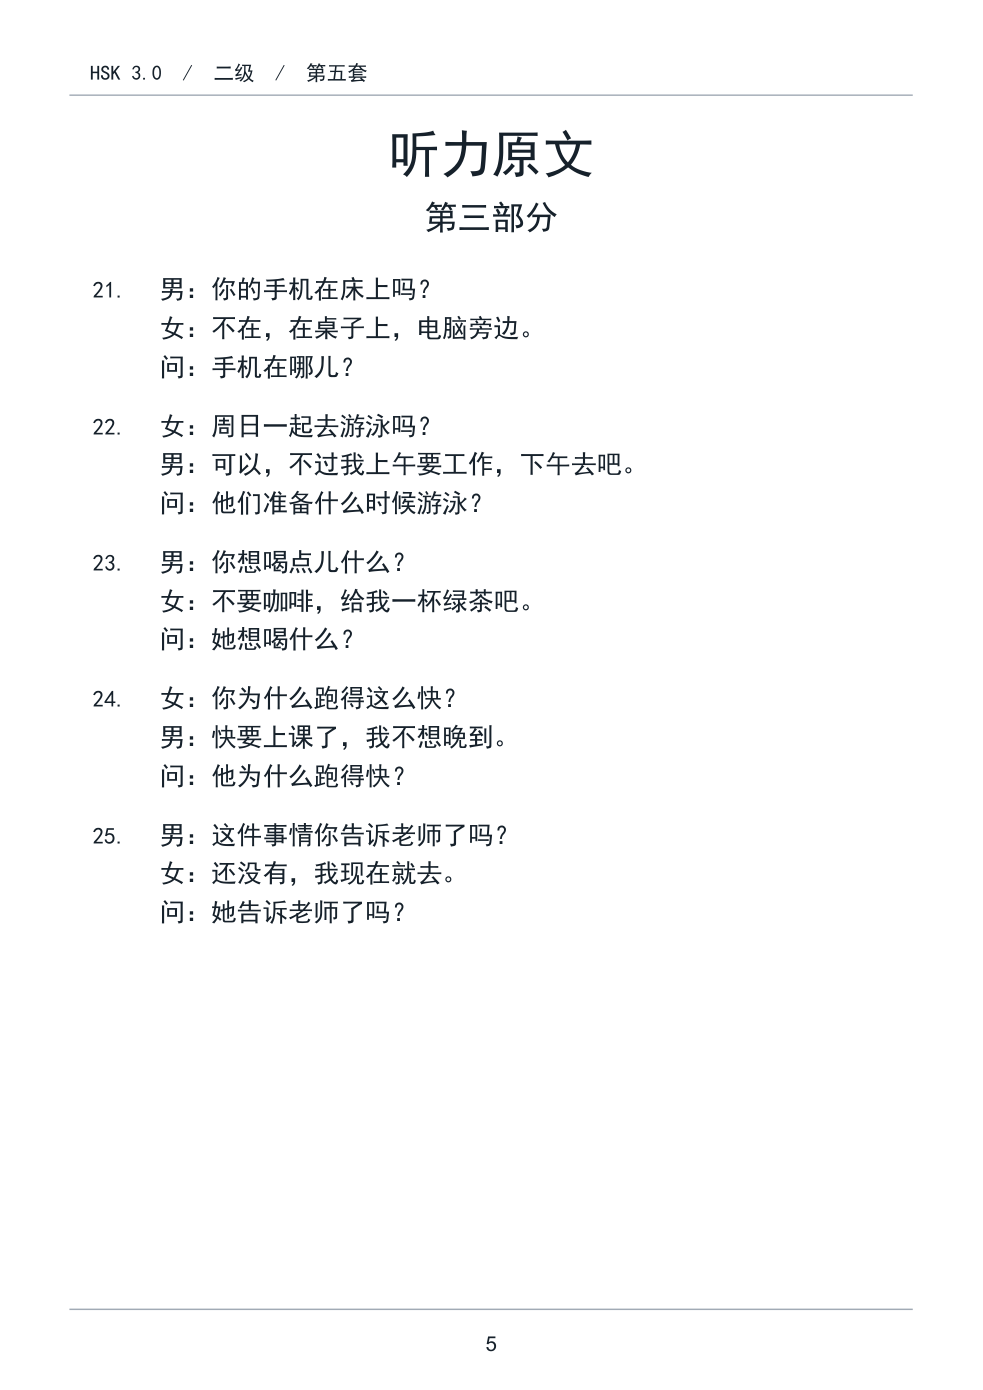 HSK 3.0 / 二级 / 第五套
听力原文
第三部分
21. 男：你的手机在床上吗？
女：不在，在桌子上，电脑旁边。
问：手机在哪儿？
22. 女：周日一起去游泳吗？
男：可以，不过我上午要工作，下午去吧。
问：他们准备什么时候游泳？
23. 男：你想喝点儿什么？
女：不要咖啡，给我一杯绿茶吧。
问：她想喝什么？
24. 女：你为什么跑得这么快？
男：快要上课了，我不想晚到。
问：他为什么跑得快？
25. 男：这件事情你告诉老师了吗？
女：还没有，我现在就去。
问：她告诉老师了吗？
5